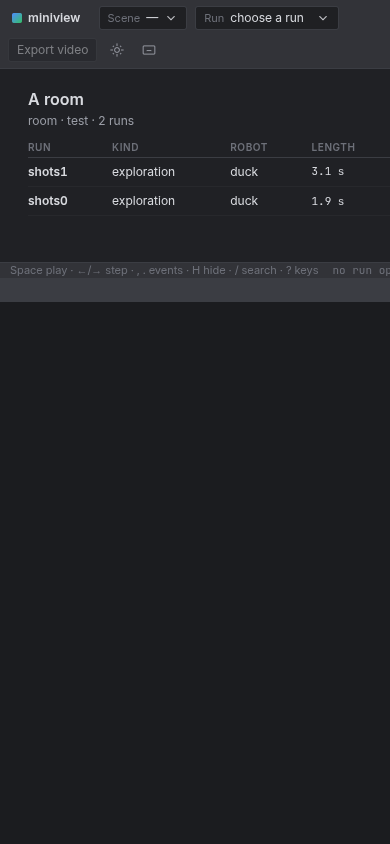 miniview Scene — Run choose a run
Export video
A room
room · test · 2 runs
RUN KIND ROBOT LENGTH
shots1 exploration duck 3.1 s
shots0 exploration duck 1.9 s
Space play · ←/→ step · , . events · H hide · / search · ? keys no run op